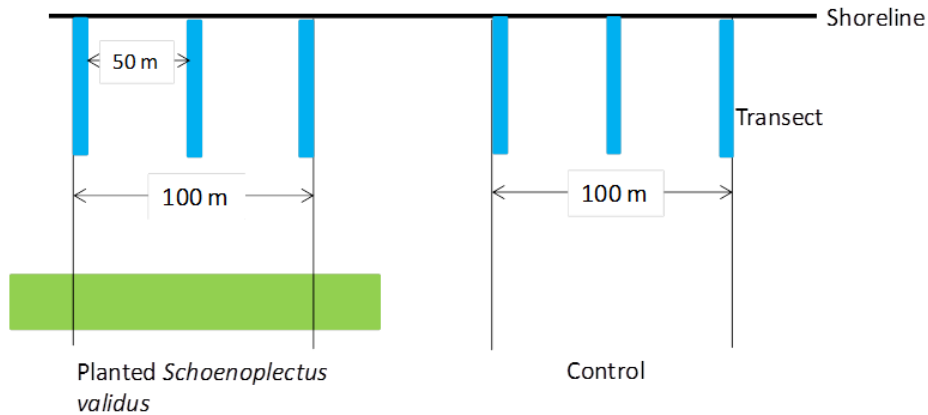 Shoreline
50 m
Transect
100 m
100 m
Planted Schoenoplectus
validus
Control